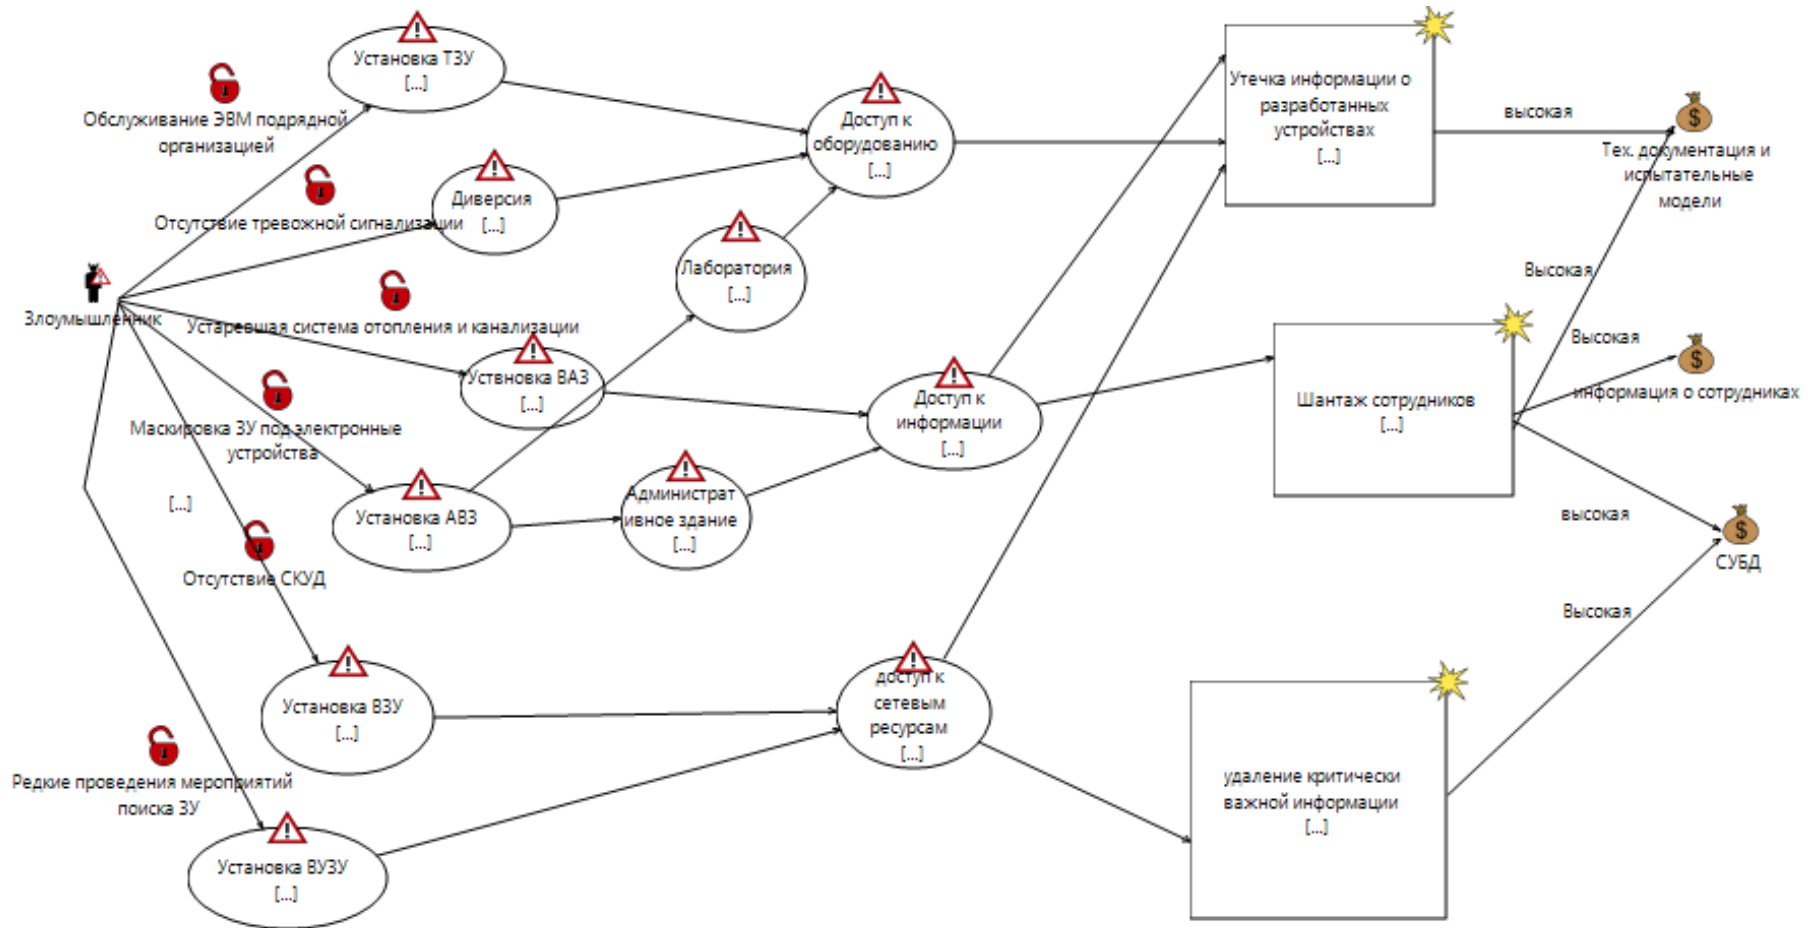 Установка ТЗУ
[...]
Обслуживание ЭВМ подрядной
организацией
Отсутствие тревожной сигнализации
Диверсия
[...]
Доступ к
оборудованию
[...]
Лаборатория
[...]
Злоумышленник
Устаревшая система отопления и канализации
Уствновка ВАЗ
[...]
Маскировка ЗУ под электронные
устройства
[...]
Установка АВЗ
[...]
Администрат
ивное здание
[...]
Доступ к
информации
[...]
Отсутствие СКУД
Установка ВЗУ
[...]
Редкие проведения мероприятий
поиска ЗУ
Установка ВУЗУ
[...]
доступ к
сетевым
ресурсам
[...]
Утечка информации о
разработанных
устройствах
[...]
высокая
Тех. документация и
испытательные
модели
Высокая
Шантаж сотрудников
[...]
Высокая
информация о сотрудниках
высокая
СУБД
Высокая
удаление критически
важной информации
[...]